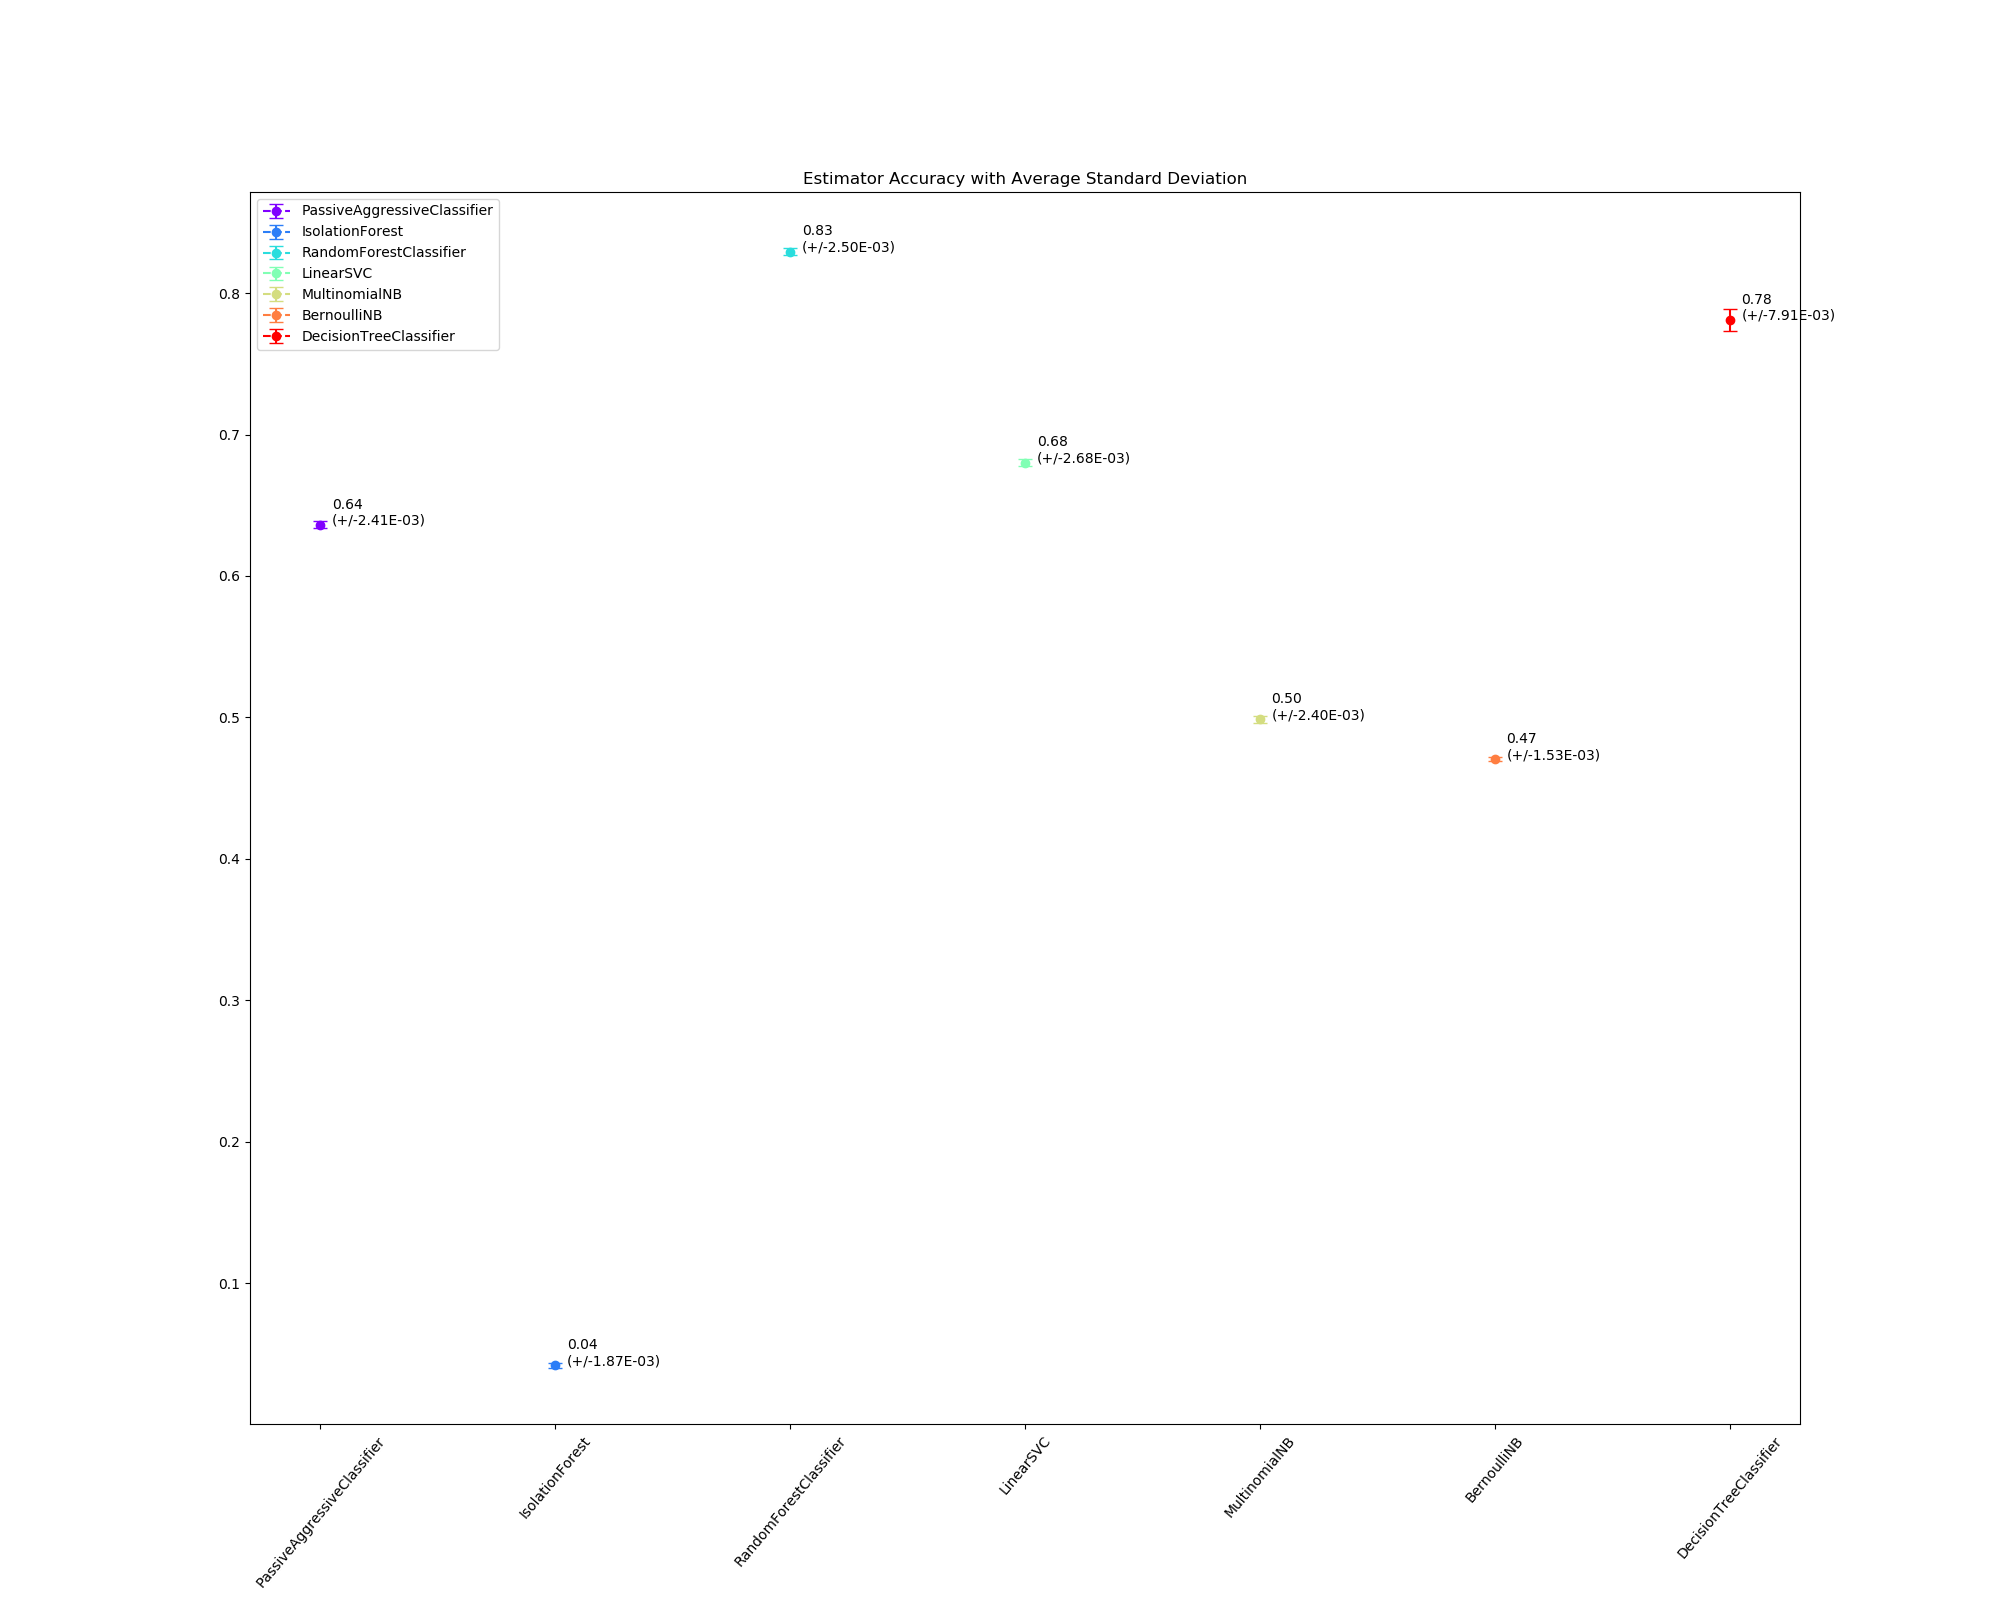 Estimator Accuracy with Average Standard Deviation
PassiveAggressiveClassifier
IsolationForest
RandomForestClassifier
LinearSVC
MultinomialNB
BernoulliNB
DecisionTreeClassifier
0.83
(+/-2.50E-03)
0.78
(+/-7.91E-03)
0.68
(+/-2.68E-03)
0.64
(+/-2.41E-03)
0.50
(+/-2.40E-03)
0.47
(+/-1.53E-03)
0.04
(+/-1.87E-03)
0.8
0.7
0.6
0.5
0.4
0.3
0.2
0.1
PassiveAggressiveClassifier
IsolationForest
RandomForestClassifier
LinearSVC
MultinomialNB
BernoulliNB
DecisionTreeClassifier